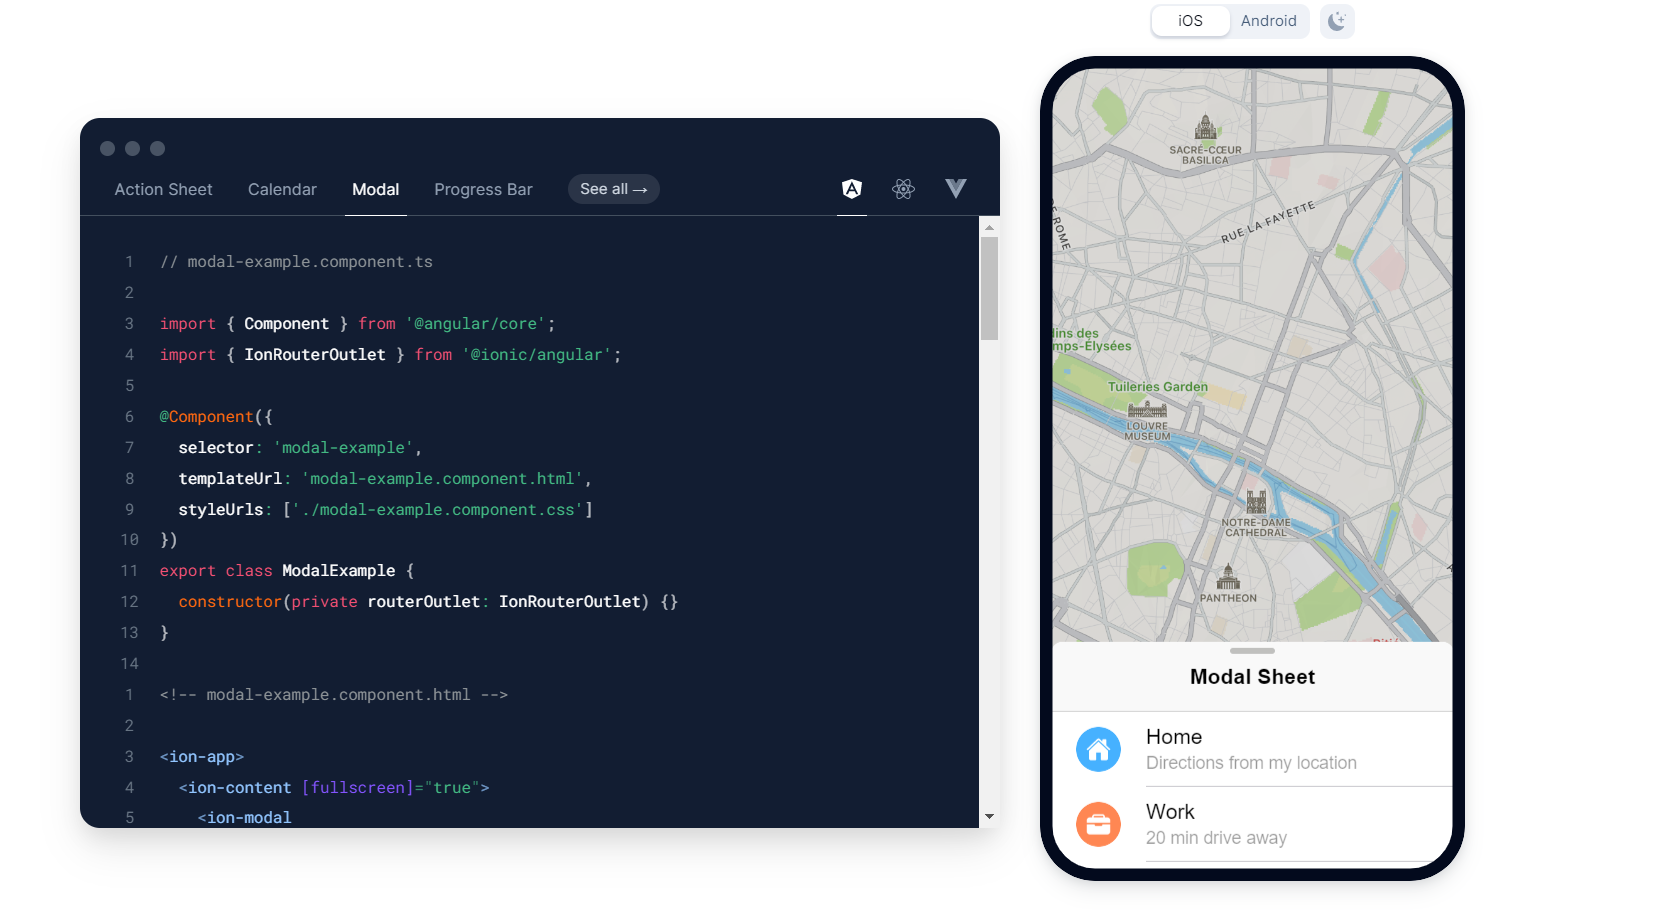 iOS Android
Action Sheet Calendar Modal Progress Bar See all →
1 // modal-example.component.ts
2
3 import { Component } from '@angular/core';
4 import { IonRouterOutlet } from '@ionic/angular';
5
6 @Component({
7 selector: 'modal-example',
8 templateUrl: 'modal-example.component.html',
9 styleUrls: ['./modal-example.component.css']
10 })
11 export class ModalExample {
12 constructor(private routerOutlet: IonRouterOutlet) {}
13 }
14
1 <!-- modal-example.component.html -->
2
3 <ion-app>
4 <ion-content [fullscreen]="true">
5 <ion-modal
SACRÉ-CŒUR
BASILICA
RUE LA FAYETTE
DE ROME
lins des
mps-Élysées
Tuileries Garden
LOUVRE
MUSEUM
NOTRE-DAME
CATHEDRAL
PANTHEON
Modal Sheet
Home
Directions from my location
Work
20 min drive away